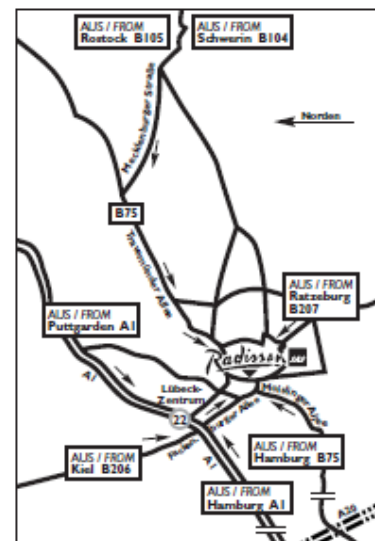 AUS / FROM
Rostock B105
AUS / FROM
Schwerin B104
Norden
Mecklenburger Straße
B75
Travemünder Allee
AUS / FROM
Ratzeburg
B207
AUS / FROM
Puttgarden A1
Radisson
SAS
A1
Lübeck-
Zentrum
Moislinger Allee
22
AUS / FROM
Kiel B206
A1
AUS / FROM
Hamburg B75
AUS / FROM
Hamburg A1
A20